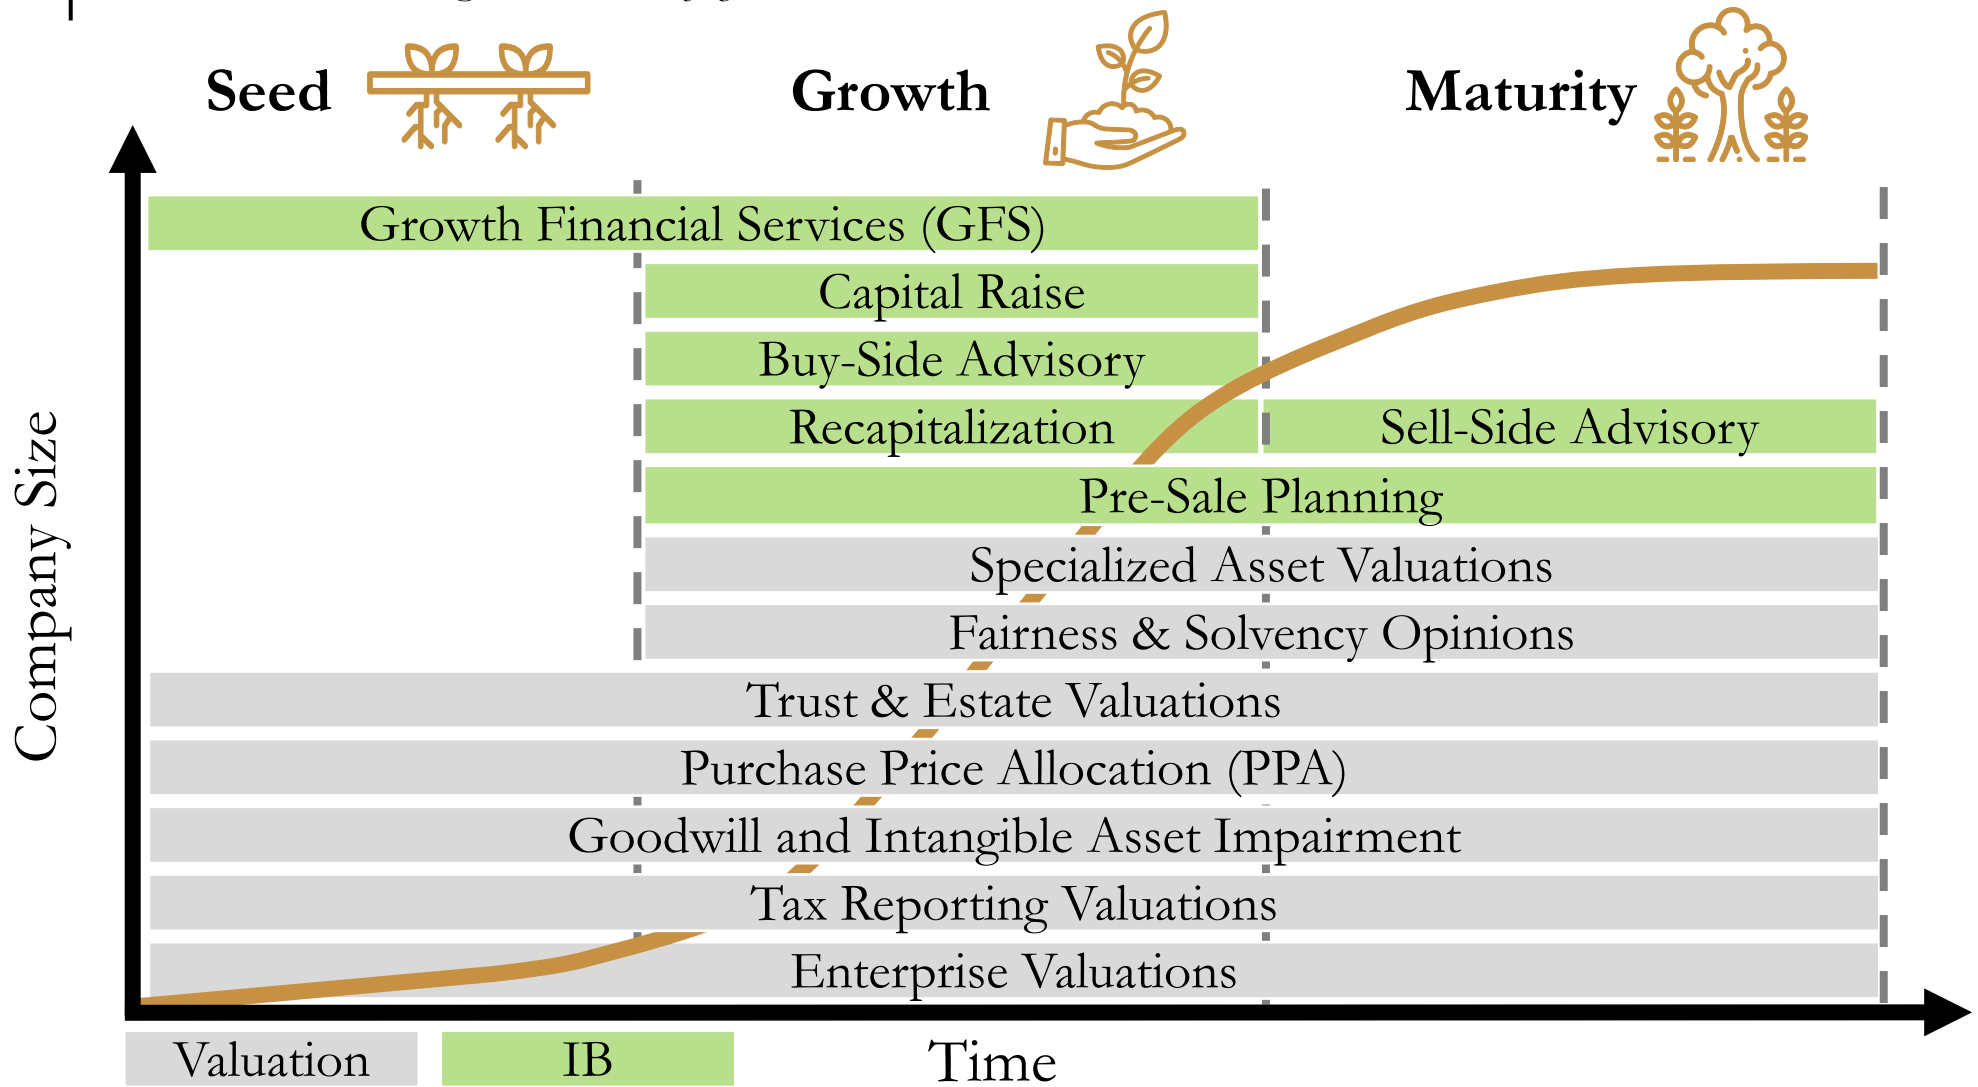 Seed
Growth
Maturity
Growth Financial Services (GFS)
Capital Raise
Buy-Side Advisory
Recapitalization
Sell-Side Advisory
Pre-Sale Planning
Specialized Asset Valuations
Fairness & Solvency Opinions
Trust & Estate Valuations
Purchase Price Allocation (PPA)
Goodwill and Intangible Asset Impairment
Tax Reporting Valuations
Enterprise Valuations
Company Size
Valuation
IB
Time